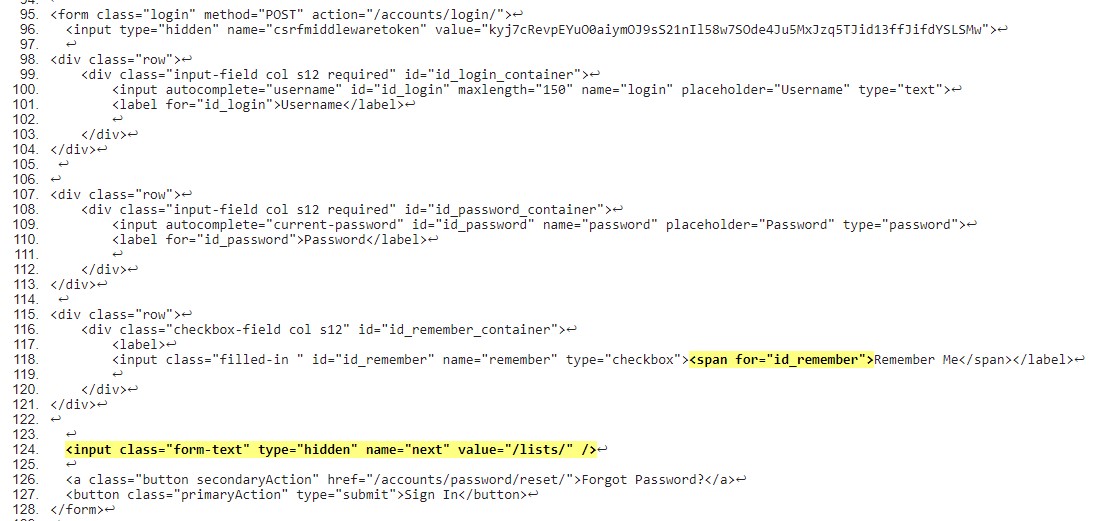 95. <form class="login" method="POST" action="/accounts/login/">↩
96. <input type="hidden" name="csrfmiddlewaretoken" value="kyj7cRevpEYuO0aiymOJ9sS21nIl58w7SOde4Ju5MxJzq5TJid13ffJifdYSLSMw">↩
97. ↩
98. <div class="row">↩
99. <div class="input-field col s12 required" id="id_login_container">↩
100. <input autocomplete="username" id="id_login" maxlength="150" name="login" placeholder="Username" type="text">↩
101. <label for="id_login">Username</label>↩
102. ↩
103. </div>↩
104. </div>↩
105. ↩
106. ↩
107. <div class="row">↩
108. <div class="input-field col s12 required" id="id_password_container">↩
109. <input autocomplete="current-password" id="id_password" name="password" placeholder="Password" type="password">↩
110. <label for="id_password">Password</label>↩
111. ↩
112. </div>↩
113. </div>↩
114. ↩
115. <div class="row">↩
116. <div class="checkbox-field col s12" id="id_remember_container">↩
117. <label>↩
118. <input class="filled-in " id="id_remember" name="remember" type="checkbox"><span for="id_remember">Remember Me</span></label>↩
119. ↩
120. </div>↩
121. </div>↩
122. ↩
123. ↩
124. <input class="form-text" type="hidden" name="next" value="/lists/" />↩
125. ↩
126. <a class="button secondaryAction" href="/accounts/password/reset/">Forgot Password?</a>↩
127. <button class="primaryAction" type="submit">Sign In</button>↩
128. </form>↩